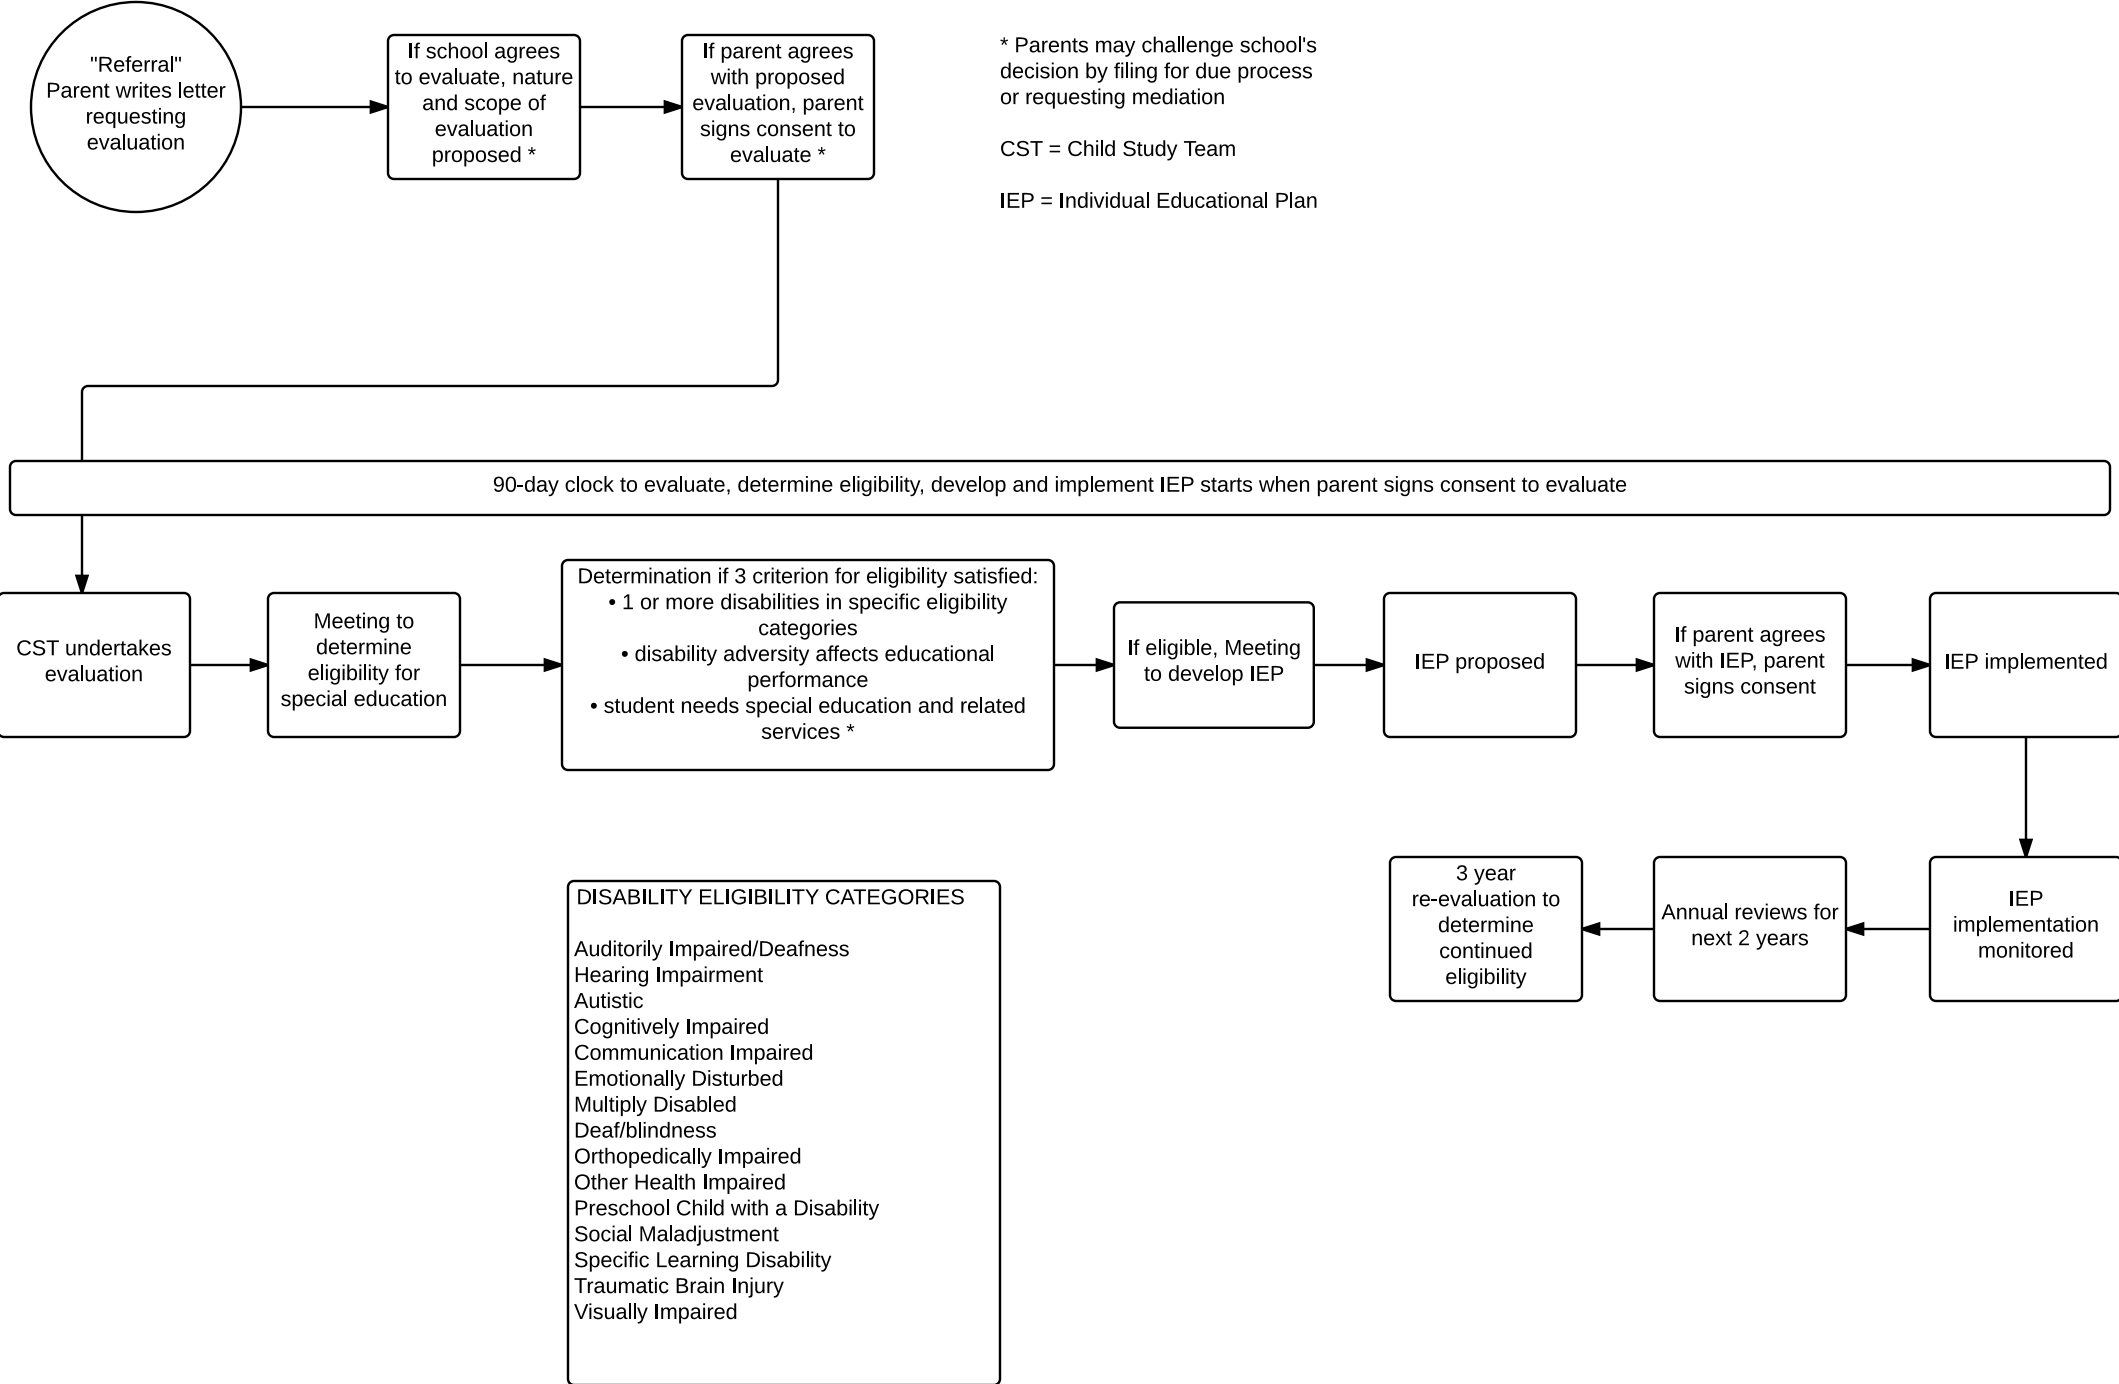 "Referral"
Parent writes letter
requesting
evaluation
If school agrees
to evaluate, nature
and scope of
evaluation
proposed *
If parent agrees
with proposed
evaluation, parent
signs consent to
evaluate *
* Parents may challenge school's
decision by filing for due process
or requesting mediation
CST = Child Study Team
IEP = Individual Educational Plan
90-day clock to evaluate, determine eligibility, develop and implement IEP starts when parent signs consent to evaluate
CST undertakes
evaluation
Meeting to
determine
eligibility for
special education
Determination if 3 criterion for eligibility satisfied:
• 1 or more disabilities in specific eligibility
categories
• disability adversity affects educational
performance
• student needs special education and related
services *
If eligible, Meeting
to develop IEP
IEP proposed
If parent agrees
with IEP, parent
signs consent
IEP implemented
IEP
implementation
monitored
Annual reviews for
next 2 years
3 year
re-evaluation to
determine
continued
eligibility
DISABILITY ELIGIBILITY CATEGORIES
Auditorily Impaired/Deafness
Hearing Impairment
Autistic
Cognitively Impaired
Communication Impaired
Emotionally Disturbed
Multiply Disabled
Deaf/blindness
Orthopedically Impaired
Other Health Impaired
Preschool Child with a Disability
Social Maladjustment
Specific Learning Disability
Traumatic Brain Injury
Visually Impaired